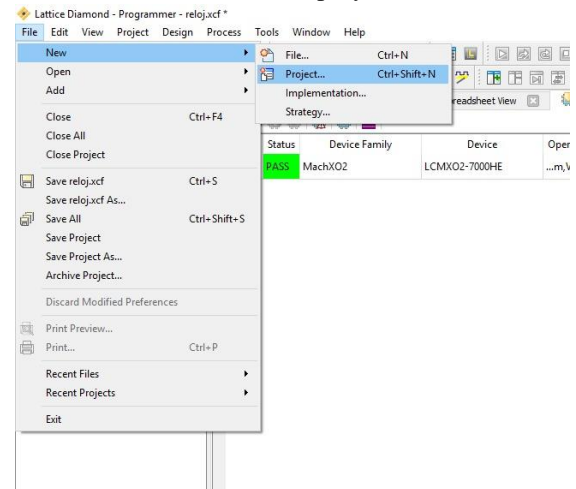 Lattice Diamond - Programmer - reloj.xcf *
File Edit View Project Design Process Tools Window Help
New
Open
Add
Close Ctrl+F4
Close All
Close Project
Save reloj.xcf Ctrl+S
Save reloj.xcf As...
Save All Ctrl+Shift+S
Save Project
Save Project As...
Archive Project...
Discard Modified Preferences
Print Preview...
Print... Ctrl+P
Recent Files
Recent Projects
Exit
File... Ctrl+N
Project... Ctrl+Shift+N
Implementation...
Strategy...
readsheet View
Status Device Family Device Oper
PASS MachXO2 LCMXO2-7000HE ...m,V